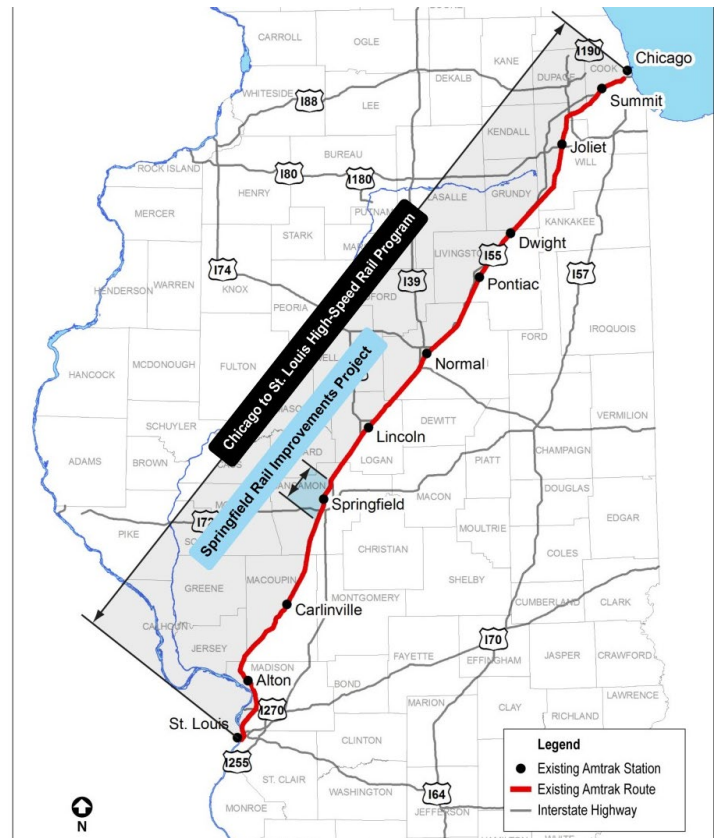 CARROLL
OGLE
KANE
I190
COOK
Chicago
DEKALB
DUPAGE
WHITESIDE
I88
LEE
Summit
KENDALL
Joliet
WILL
BUREAU
ROCK ISLAND
I80
I180
LASALLE
GRUNDY
HENRY
MERCER
STARK
KANKAKEE
Dwight
LIVINGSTON
I55
I57
I74
KNOX
I39
Pontiac
HENDERSON
WARREN
PEORIA
FORD
IROQUOIS
Chicago to St. Louis High-Speed Rail Program
Springfield Rail Improvements Project
Normal
HANCOCK
MCDONOUGH
FULTON
DEWITT
VERMILION
SCHUYLER
Lincoln
LOGAN
CHAMPAIGN
ADAMS
BROWN
PIATT
MACON
DOUGLAS
Springfield
I72
EDGAR
PIKE
CHRISTIAN
MOULTRIE
COLES
GREENE
MACOUPIN
SHELBY
MONTGOMERY
CUMBERLAND
CLARK
Carlinville
CALHOUN
JERSEY
I70
EFFINGHAM
JASPER
CRAWFORD
FAYETTE
MADISON
Alton
BOND
LAWRENCE
MARION
CLAY
RICHLAND
I270
St. Louis
CLINTON
I255
ST. CLAIR
WASHINGTON
I64
MONROE
JEFFERSON
Legend
Existing Amtrak Station
Existing Amtrak Route
Interstate Highway
N